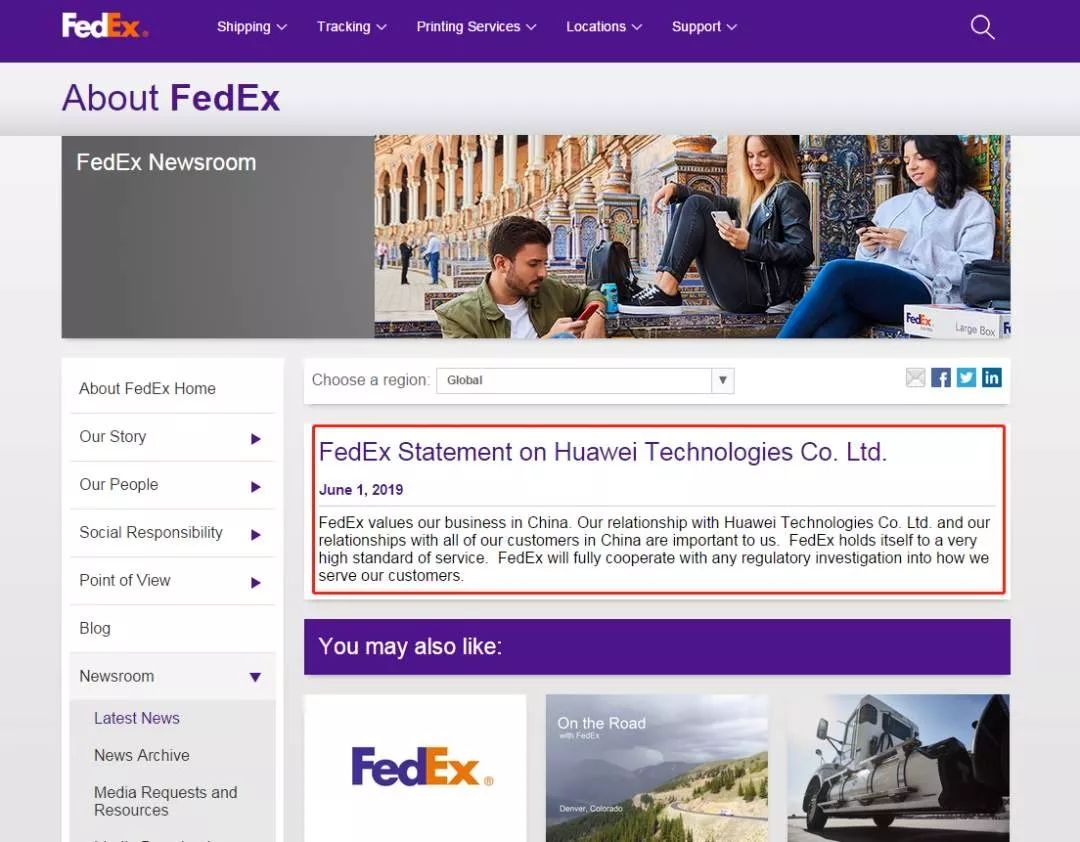 FedEx®
Shipping
Tracking
Printing Services
Locations
Support
About FedEx
FedEx Newsroom
FedEx
Large Box
About FedEx Home
Our Story
Our People
Social Responsibility
Point of View
Blog
Newsroom
Latest News
News Archive
Media Requests and
Resources
Choose a region: Global
FedEx Statement on Huawei Technologies Co. Ltd.
June 1, 2019
FedEx values our business in China. Our relationship with Huawei Technologies Co. Ltd. and our
relationships with all of our customers in China are important to us.  FedEx holds itself to a very
high standard of service.  FedEx will fully cooperate with any regulatory investigation into how we
serve our customers.
You may also like:
FedEx®
On the Road
with FedEx
Denver, Colorado